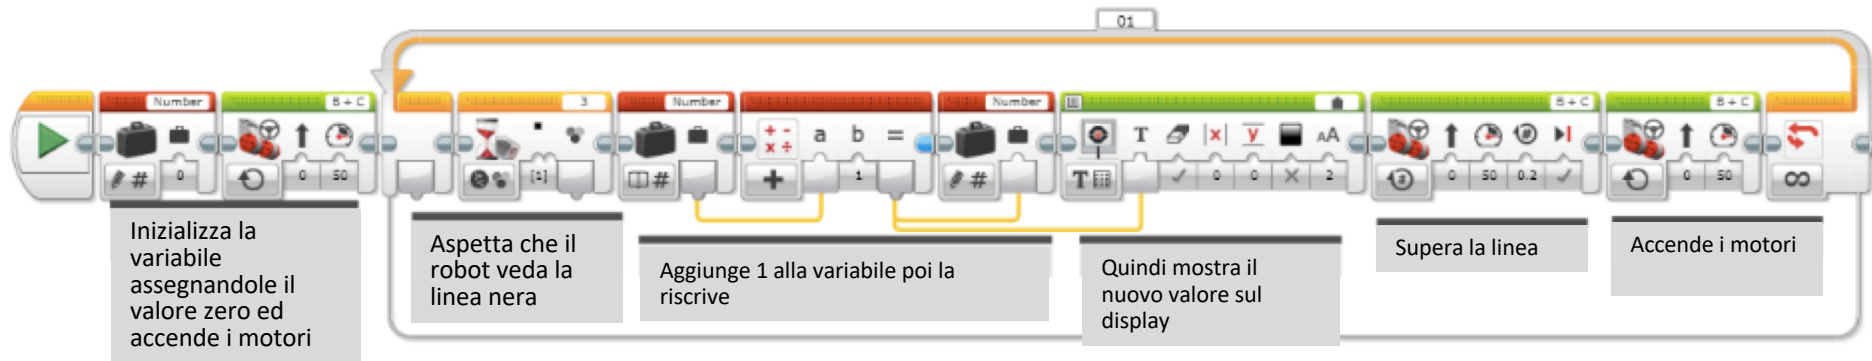 01
Number
B + C
3
Number
Number
B + C
B + C
a b =
T x y AA
#
0
0 50
[1]
#
1
#
T
0 0 2
0 50 0.2
0 50
Inizializza la
variabile
assegnandole il
valore zero ed
accende i motori
Aspetta che il
robot veda la
linea nera
Aggiunge 1 alla variabile poi la
riscrive
Quindi mostra il
nuovo valore sul
display
Supera la linea
Accende i motori